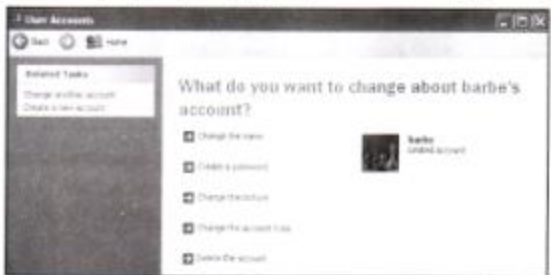 User Accounts
Back Home
Related Tasks
Change another account
Create a new account
What do you want to change about barbe's
account?
Change the name
Create a password
Change the picture
Change the account type
Delete the account
barbe
Limited account